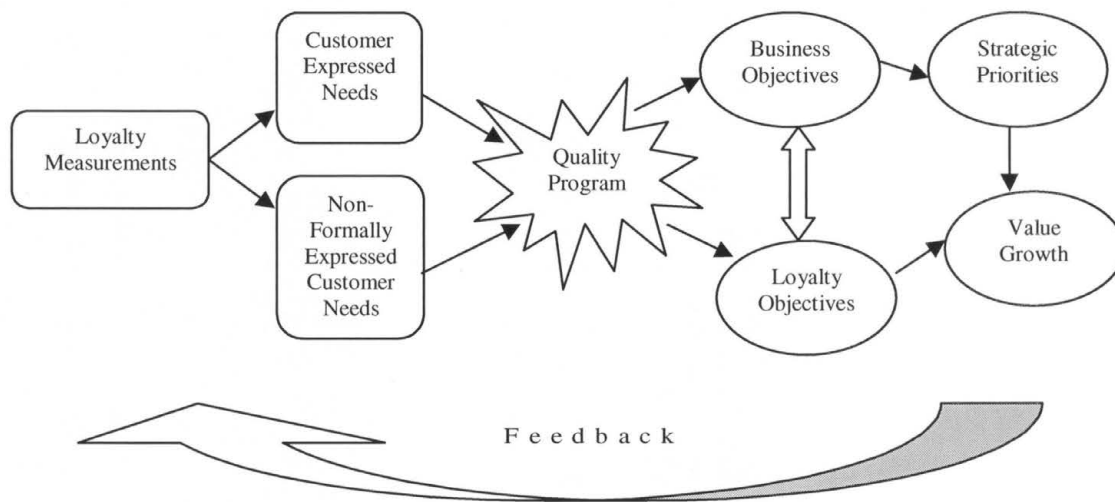 Loyalty
Measurements
Customer
Expressed
Needs
Non-
Formally
Expressed
Customer
Needs
Quality
Program
Business
Objectives
Loyalty
Objectives
Strategic
Priorities
Value
Growth
Feedback